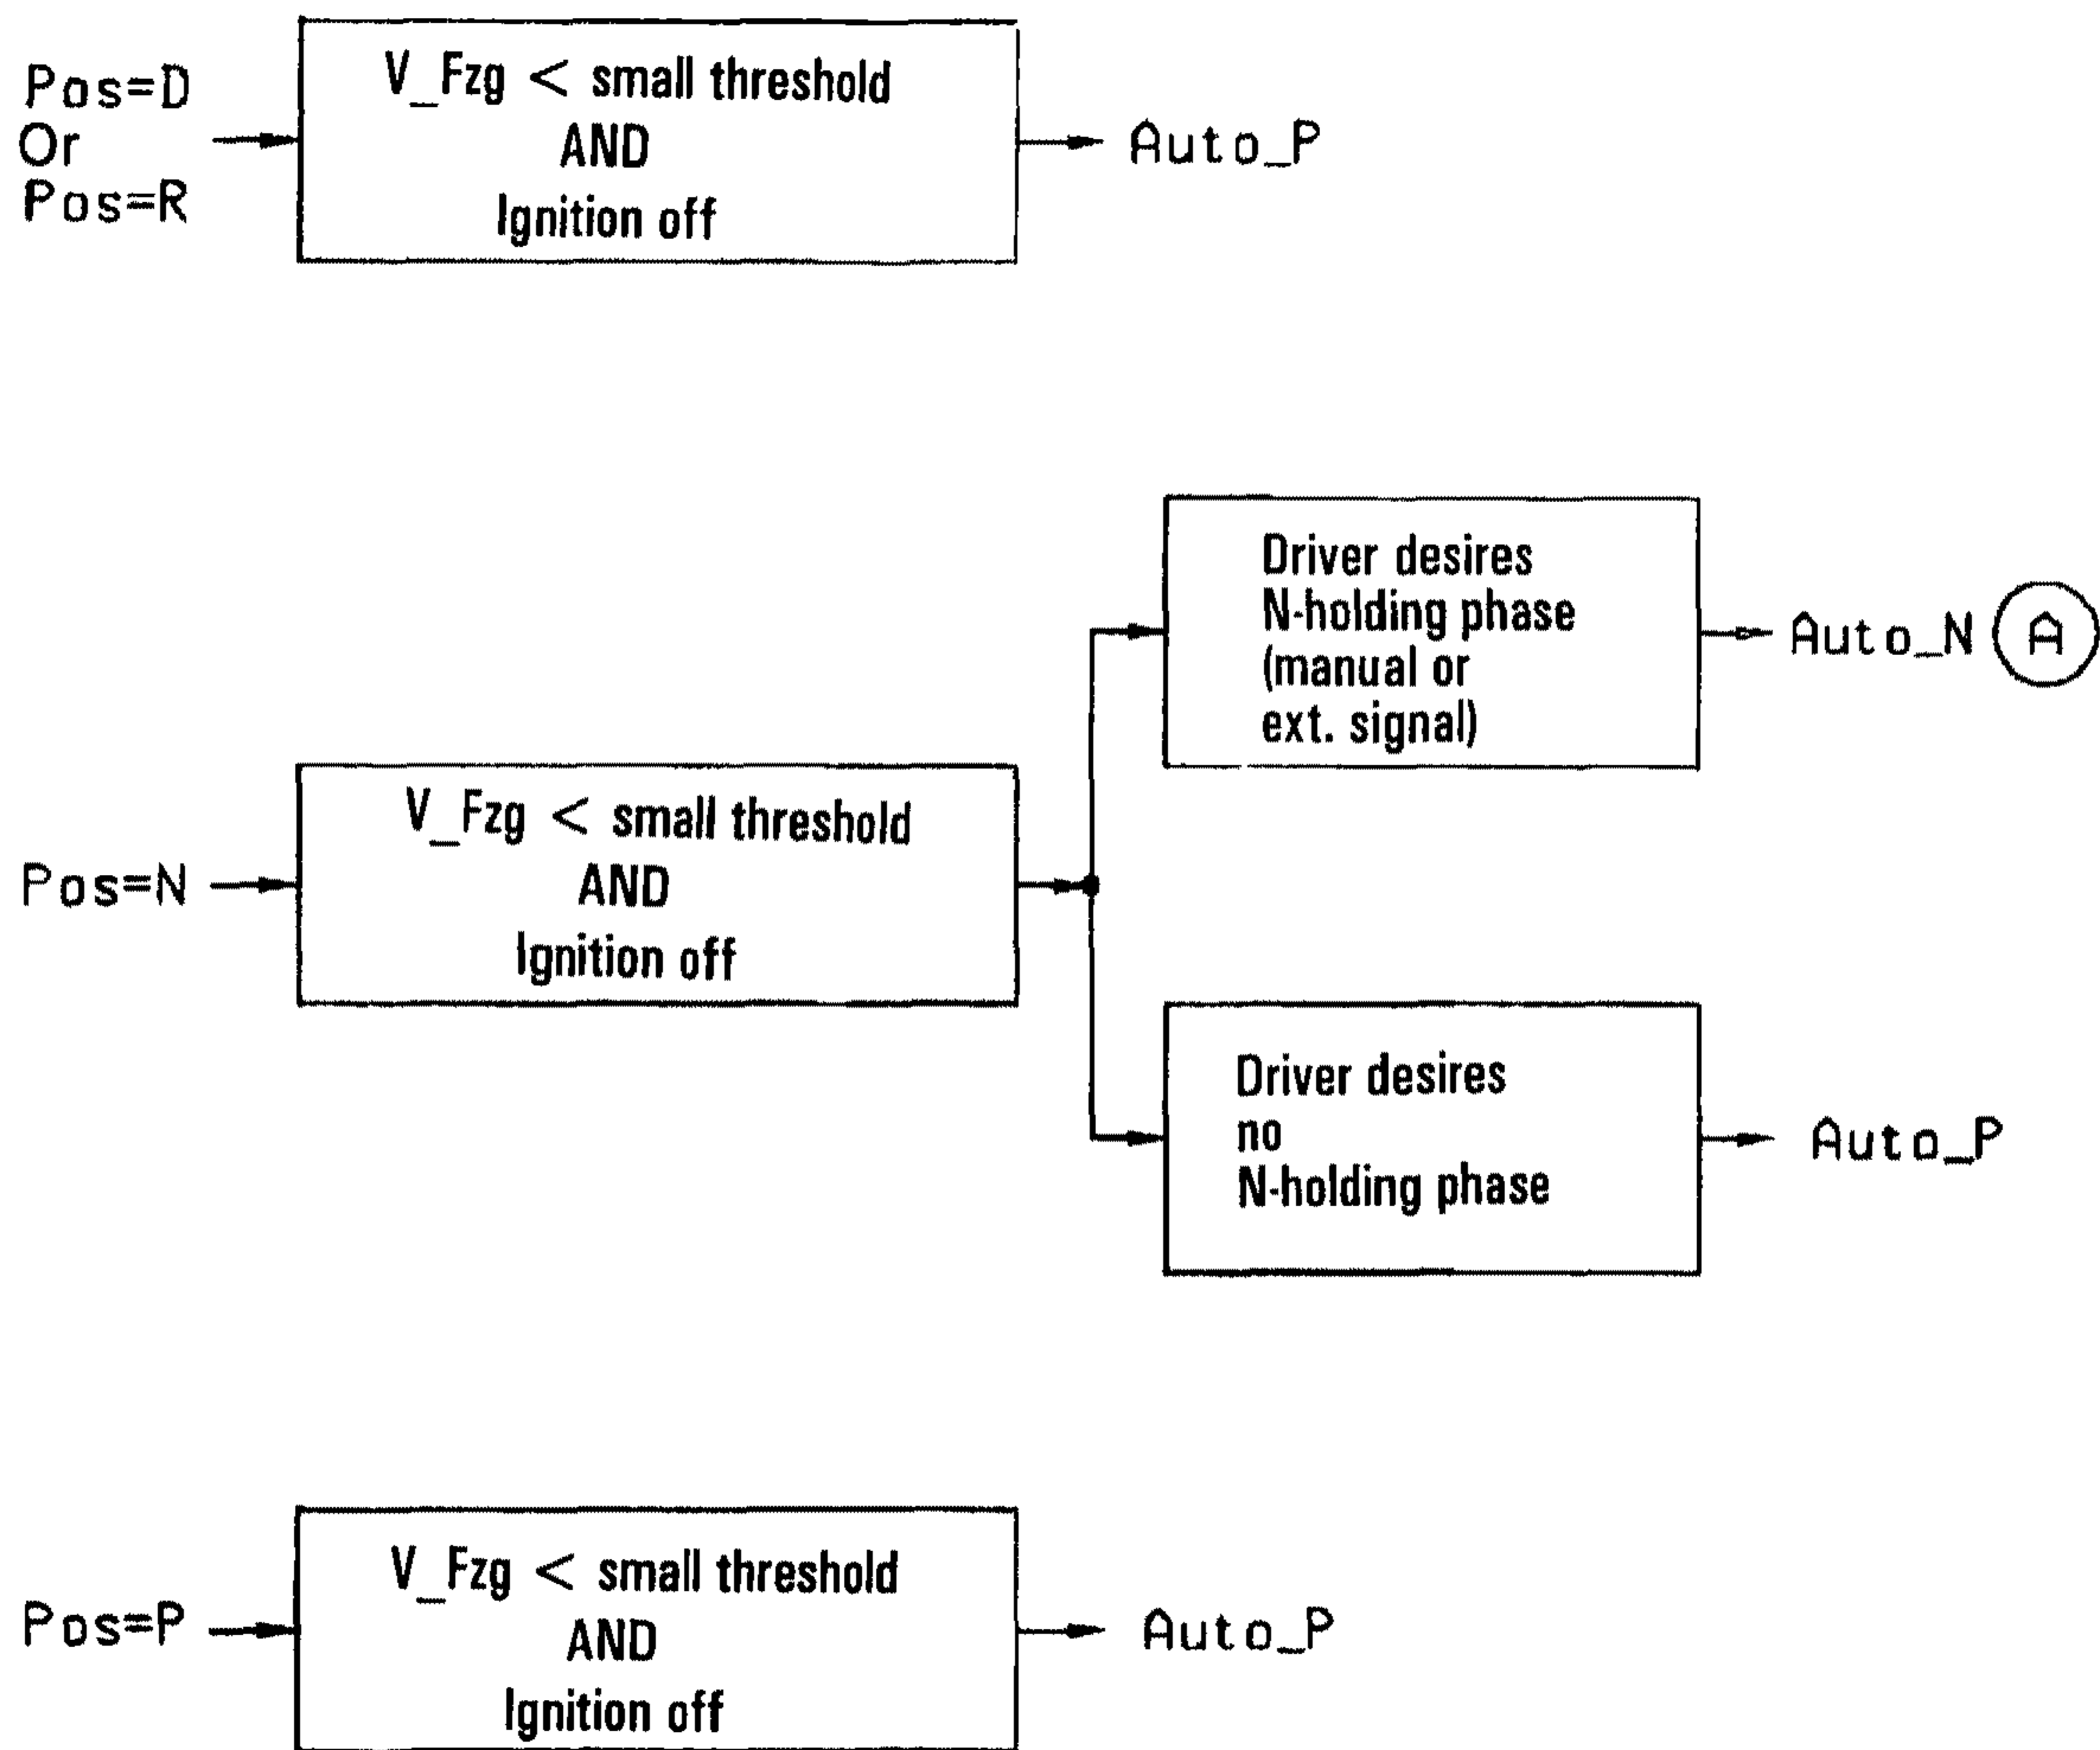 Pos=D
Or
Pos=R
V_Fzg < small threshold
AND
Ignition off
Auto_P
Pos=N
V_Fzg < small threshold
AND
Ignition off
Driver desires
N-holding phase
(manual or
ext. signal)
Auto_N A
Driver desires
no
N-holding phase
Auto_P
Pos=P
V_Fzg < small threshold
AND
Ignition off
Auto_P